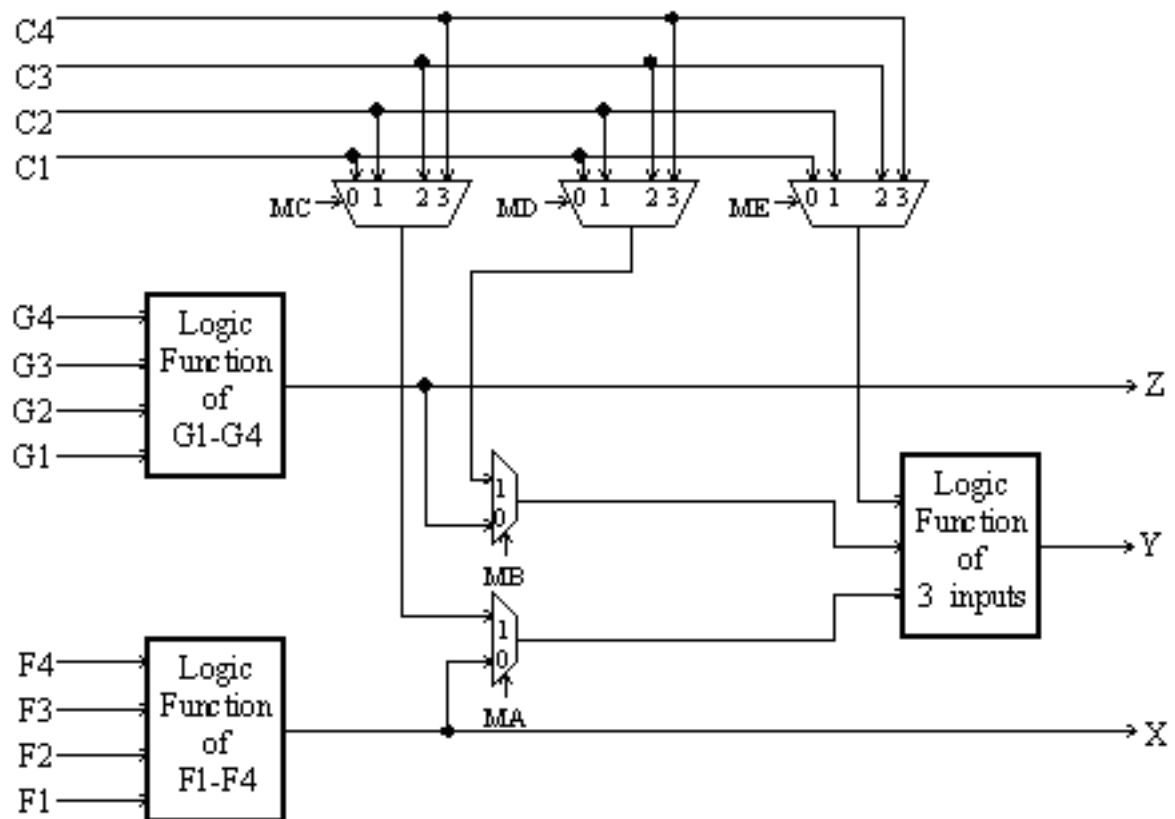 C4
C3
C2
C1
MC 0 1 2 3
MD 0 1 2 3
ME 0 1 2 3
G4
G3
G2
G1
Logic
Function
of
G1-G4
Z
1
0
MB
Logic
Function
of
3 inputs
Y
1
0
MA
F4
F3
F2
F1
Logic
Function
of
F1-F4
X